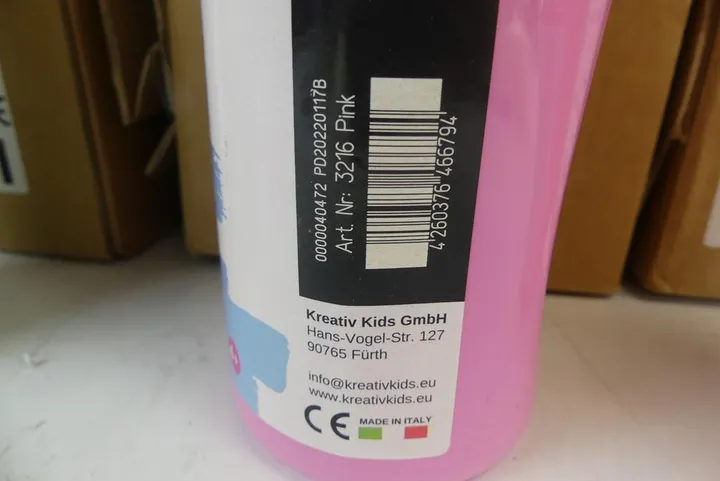 0000040472 PD20220117B
Art. Nr: 3216 Pink
4 260376 466794
Kreativ Kids GmbH
Hans-Vogel-Str. 127
90765 Fürth
info@kreativkids.eu
www.kreativkids.eu
CE
MADE IN ITALY